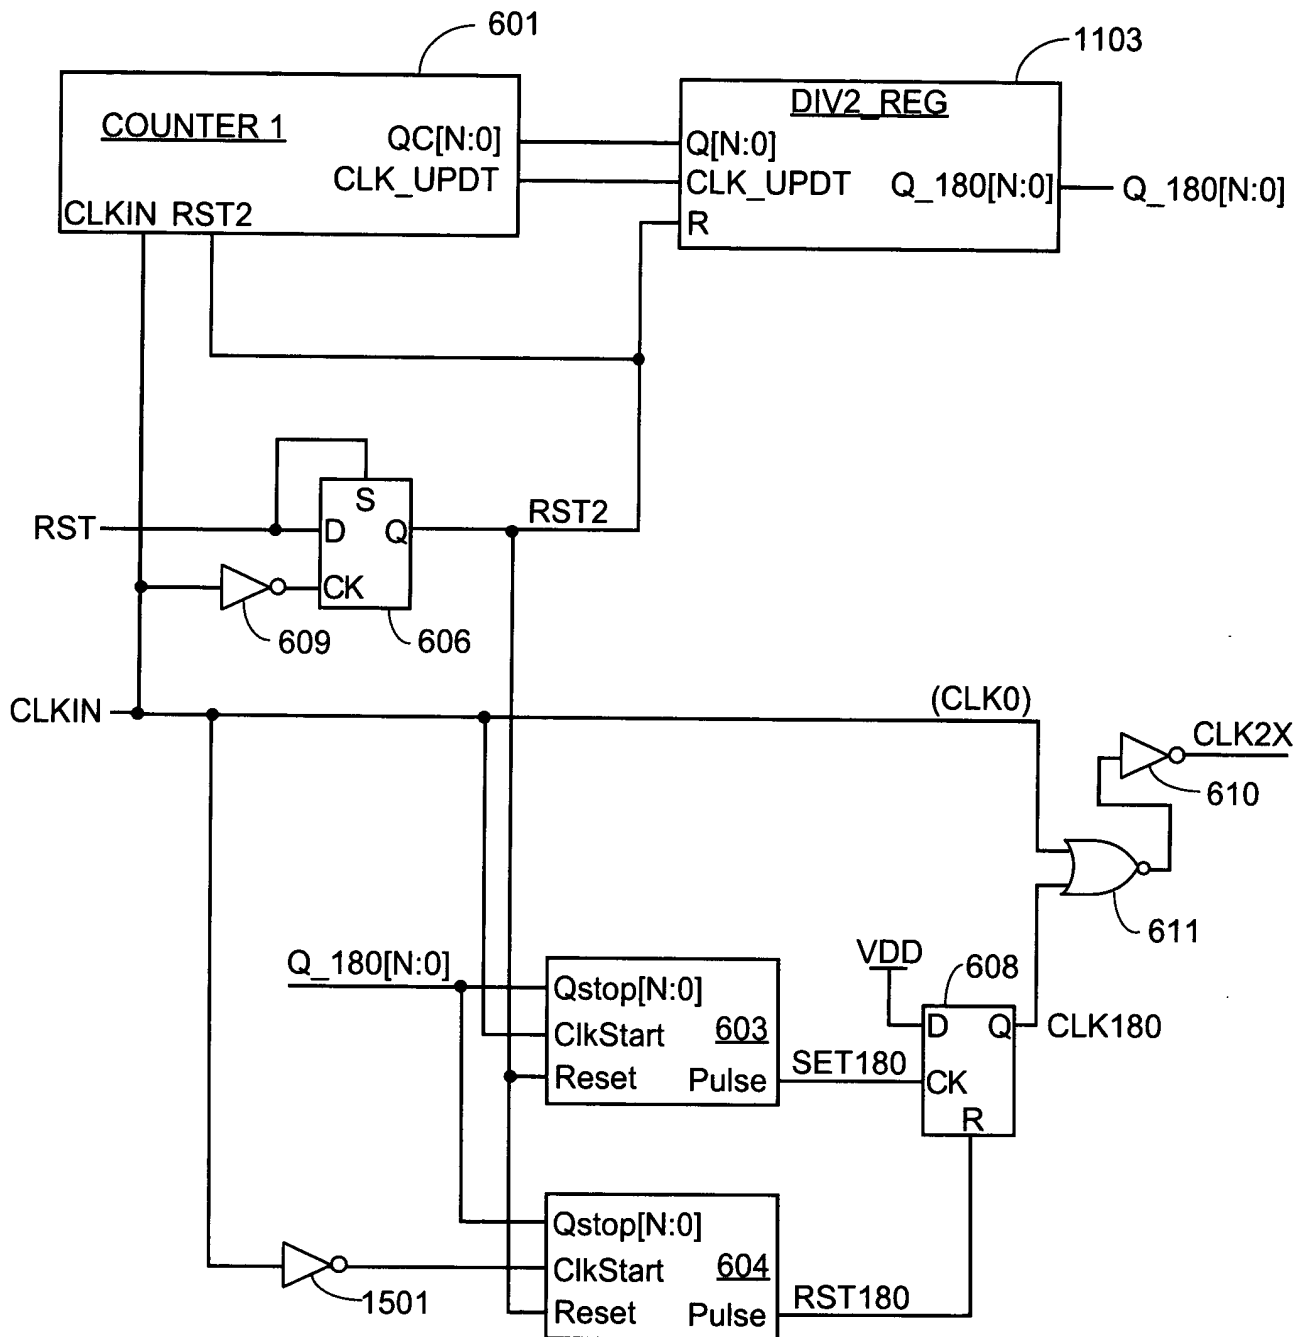 601
1103
COUNTER 1
DIV2_REG
QC[N:0]
Q[N:0]
CLK_UPDT
CLK_UPDT
Q_180[N:0]
Q_180[N:0]
CLKIN RST2
R
S
RST
D
Q
RST2
CK
609
606
CLKIN
(CLK0)
CLK2X
610
611
Q_180[N:0]
VDD
608
Qstop[N:0]
D
Q
CLK180
ClkStart
603
SET180
Reset
Pulse
CK
R
Qstop[N:0]
ClkStart
604
1501
Reset
Pulse
RST180